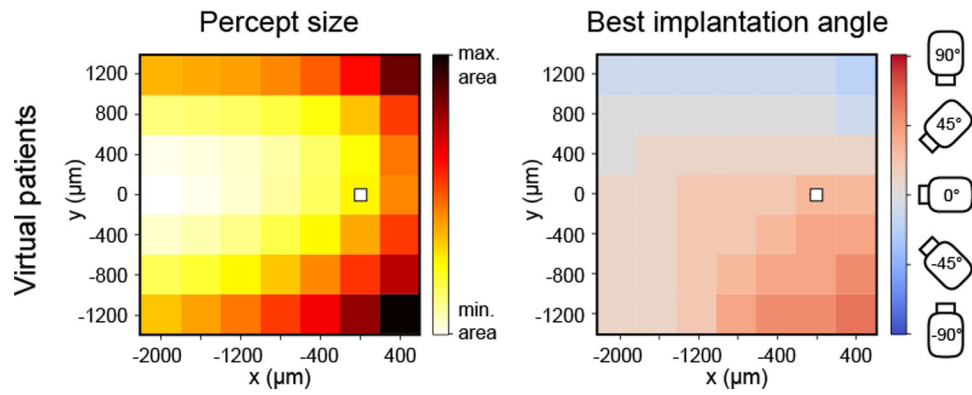 Percept size
Best implantation angle
Virtual patients
y (µm)
1200
800
400
0
-400
-800
-1200
-2000
-1200
-400
400
x (µm)
max.
area
min.
area
y (µm)
1200
800
400
0
-400
-800
-1200
-2000
-1200
-400
400
x (µm)
90°
45°
0°
-45°
-90°